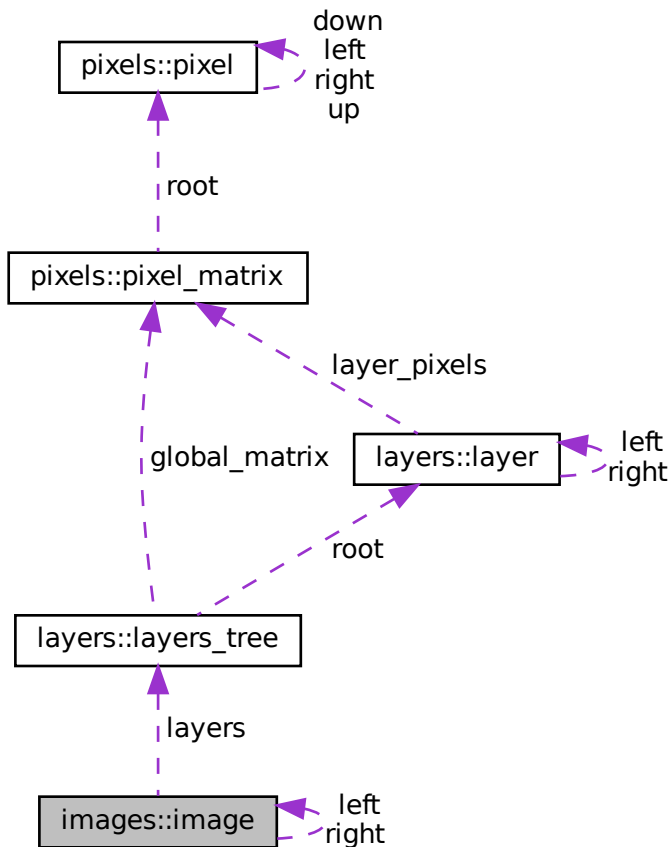 down
left
right
up
pixels::pixel
root
pixels::pixel_matrix
layer_pixels
global_matrix
layers::layer
left
right
root
layers::layers_tree
layers
images::image
left
right